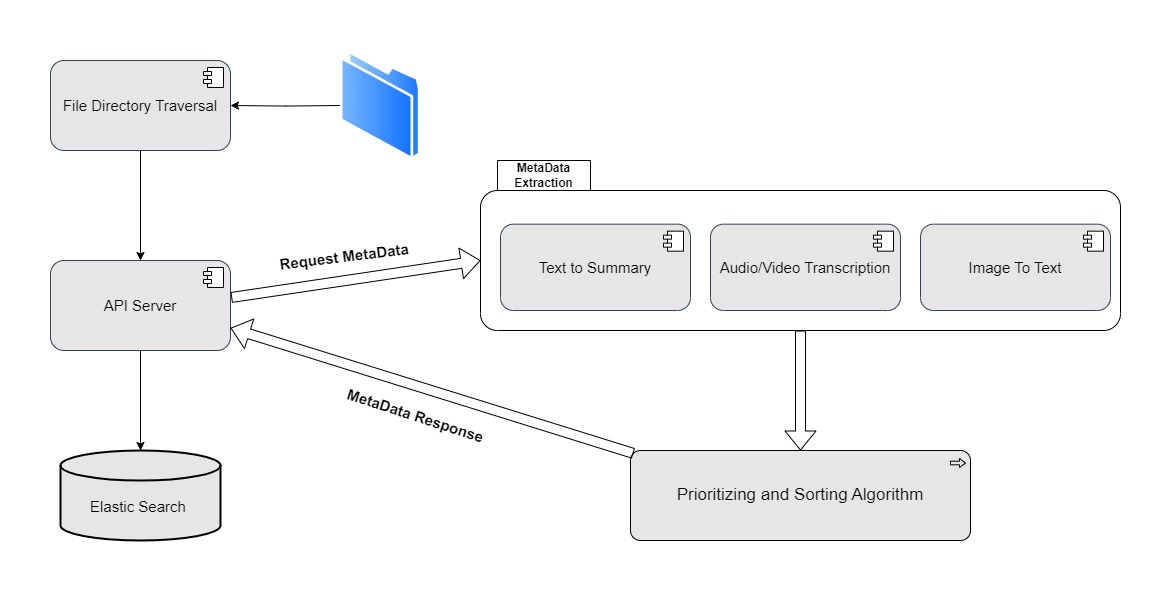 File Directory Traversal
MetaData
Extraction
Request MetaData
Text to Summary
Audio/Video Transcription
Image To Text
API Server
MetaData Response
Prioritizing and Sorting Algorithm
Elastic Search